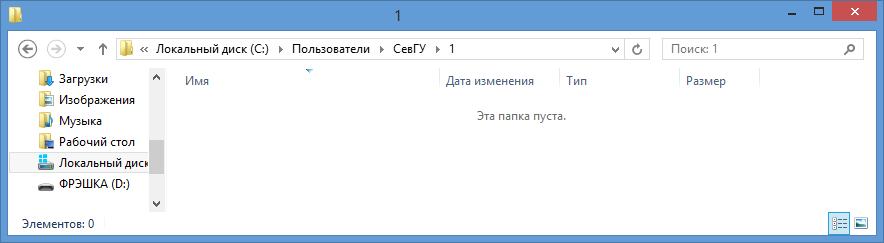 1
« Локальный диск (C:) Пользователи СевГУ 1
Поиск: 1
Загрузки
Изображения
Музыка
Рабочий стол
Локальный диск
ФРЭШКА (D:)
Имя Дата изменения Тип Размер
Эта папка пуста.
Элементов: 0